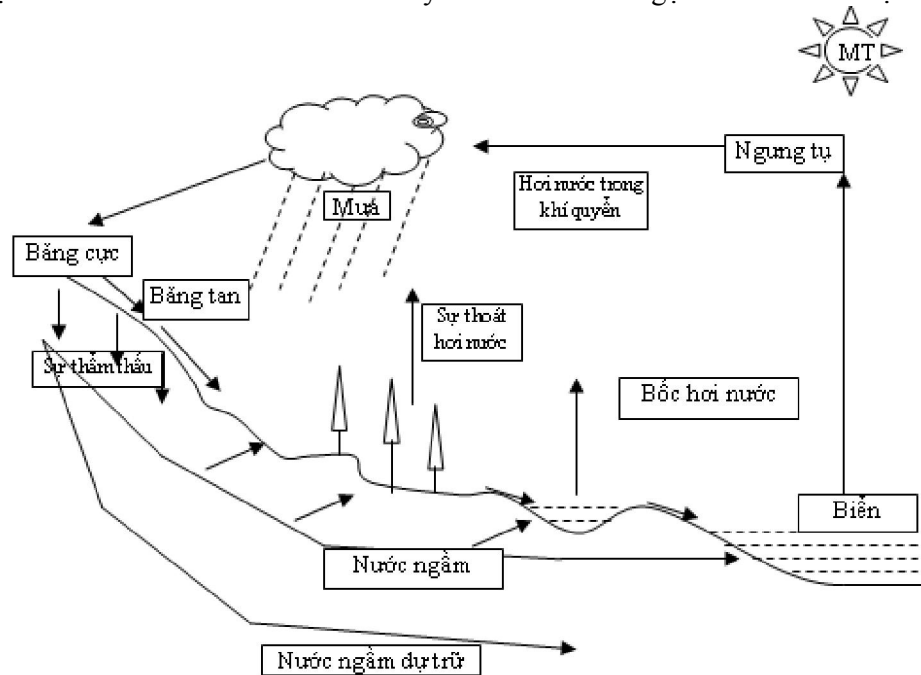 MT
Ngưng tụ
Hơi nước trong
khí quyển
Mưa
Băng cực
Băng tan
Sự thoát
hơi nước
Sự thẩm thấu
Bốc hơi nước
Biển
Nước ngầm
Nước ngầm dự trữ